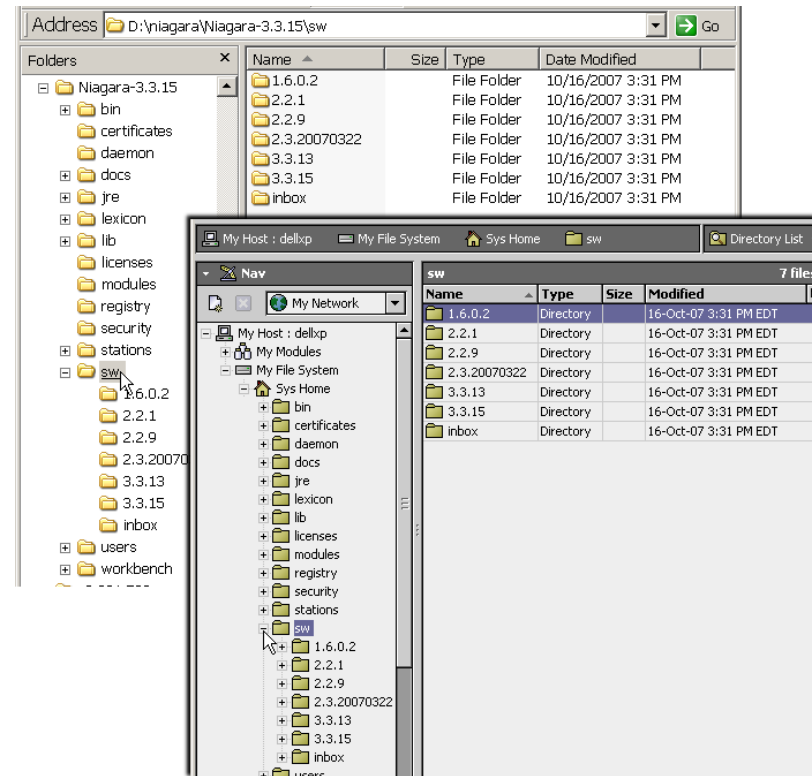 Address D:\niagara\Niagara-3.3.15\sw Go
Folders x
Name Size Type Date Modified
Niagara-3.3.15
bin
certificates
daemon
docs
jre
lexicon
lib
licenses
modules
registry
security
stations
sw
1.6.0.2
2.2.1
2.2.9
2.3.20070
3.3.13
3.3.15
inbox
users
workbench
1.6.0.2 File Folder 10/16/2007 3:31 PM
2.2.1 File Folder 10/16/2007 3:31 PM
2.2.9 File Folder 10/16/2007 3:31 PM
2.3.20070322 File Folder 10/16/2007 3:31 PM
3.3.13 File Folder 10/16/2007 3:31 PM
3.3.15 File Folder 10/16/2007 3:31 PM
inbox File Folder 10/16/2007 3:31 PM
My Host : dellxp My File System Sys Home sw Directory List
Nav
My Network
My Host : dellxp
My Modules
My File System
Sys Home
bin
certificates
daemon
docs
jre
lexicon
lib
licenses
modules
registry
security
stations
sw
1.6.0.2
2.2.1
2.2.9
2.3.20070322
3.3.13
3.3.15
inbox
users
sw 7 files
Name Type Size Modified
1.6.0.2 Directory 16-Oct-07 3:31 PM EDT
2.2.1 Directory 16-Oct-07 3:31 PM EDT
2.2.9 Directory 16-Oct-07 3:31 PM EDT
2.3.20070322 Directory 16-Oct-07 3:31 PM EDT
3.3.13 Directory 16-Oct-07 3:31 PM EDT
3.3.15 Directory 16-Oct-07 3:31 PM EDT
inbox Directory 16-Oct-07 3:31 PM EDT